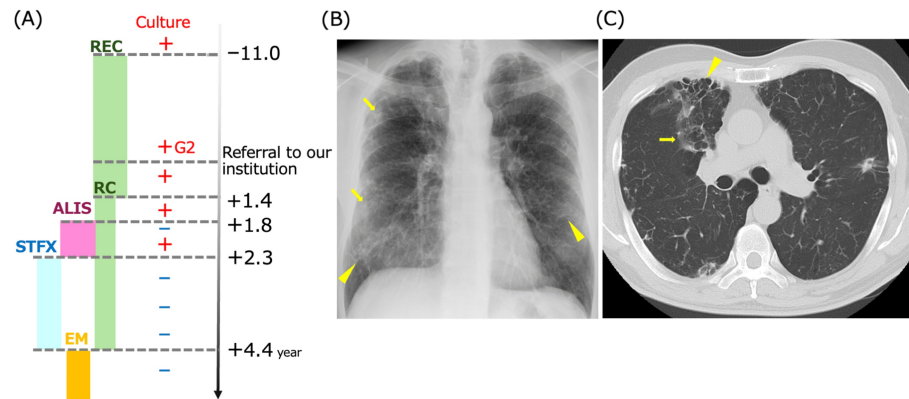 (A)
Culture
REC
+
−11.0
+G2
Referral to our
institution
RC
+
+1.4
ALIS
+
+1.8
−
STFX
+
+2.3
−
−
−
EM
+4.4 year
−
(B)
(C)